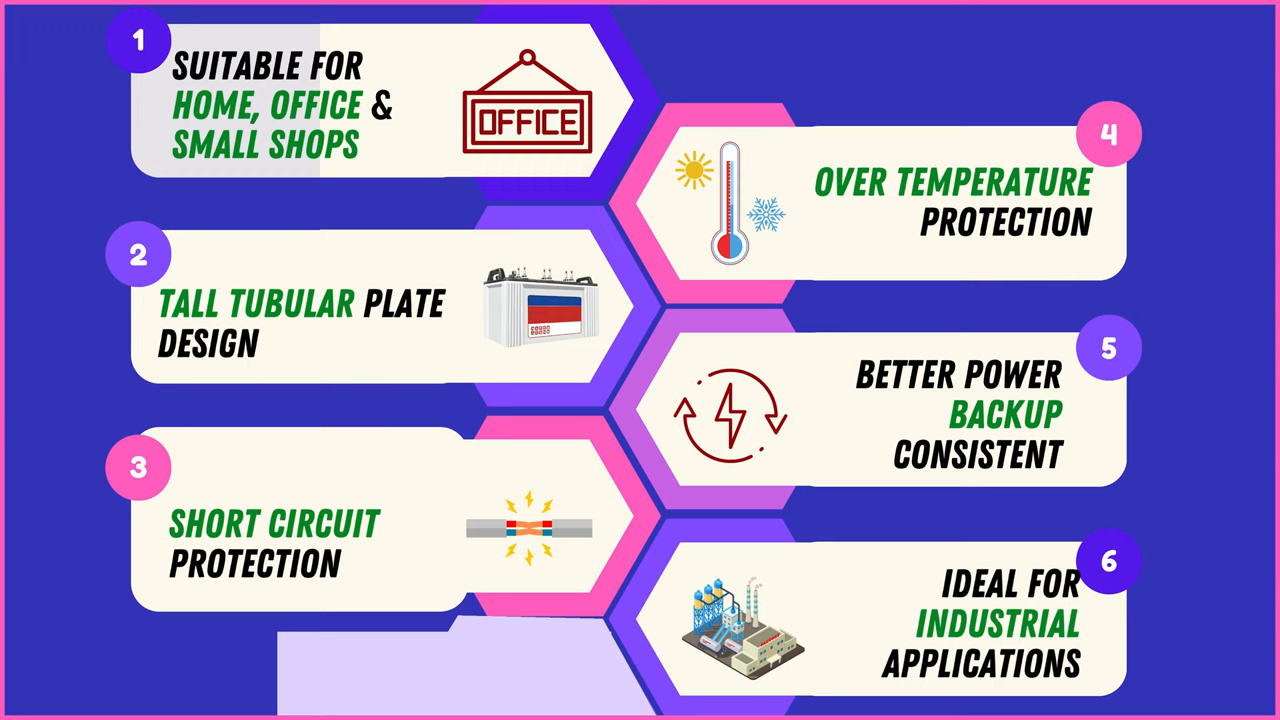 1
SUITABLE FOR
HOME, OFFICE &
SMALL SHOPS
OFFICE
2
TALL TUBULAR PLATE
DESIGN
3
SHORT CIRCUIT
PROTECTION
4
OVER TEMPERATURE
PROTECTION
5
BETTER POWER
BACKUP
CONSISTENT
6
IDEAL FOR
INDUSTRIAL
APPLICATIONS